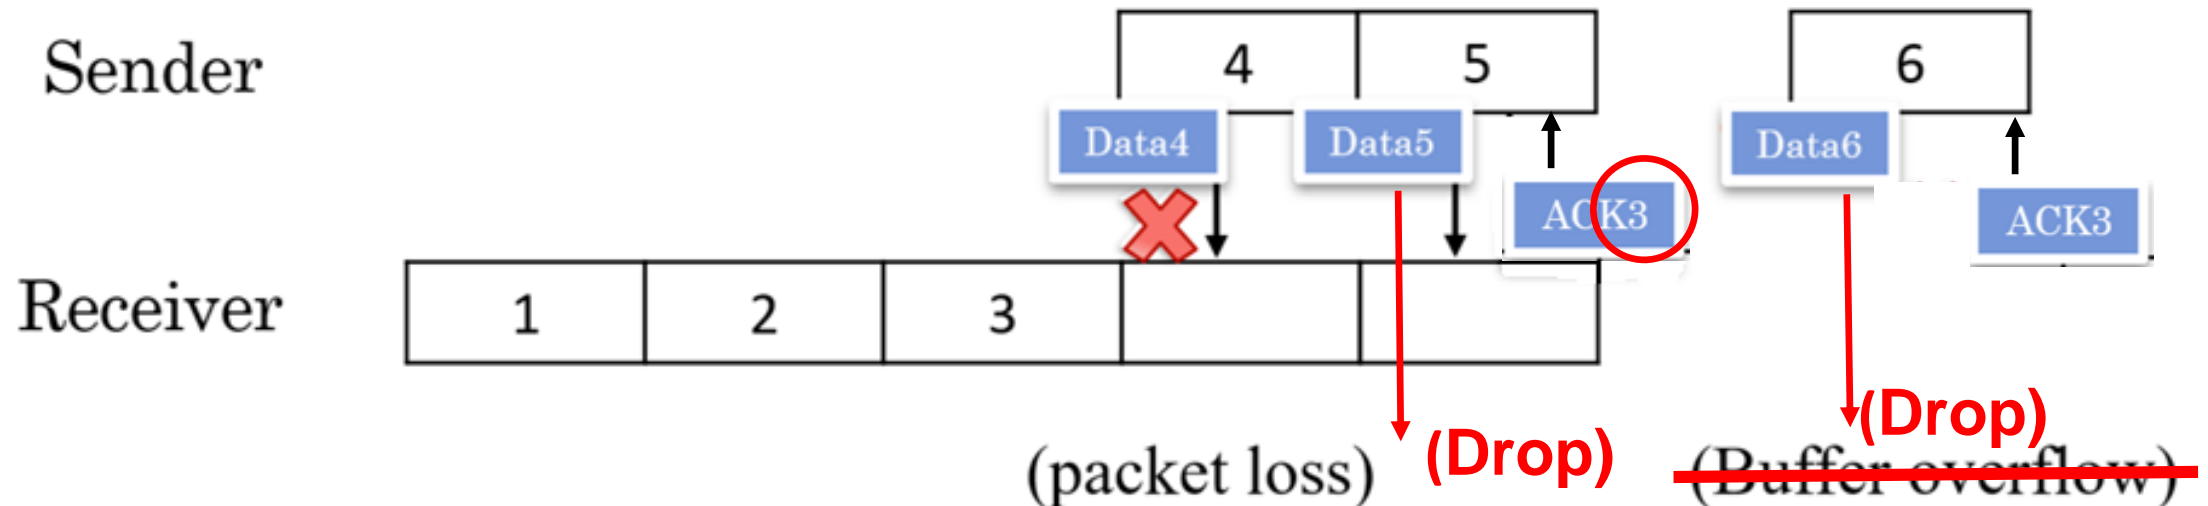 Sender
4
5
6
Data4
Data5
Data6
ACK3
ACK3
Receiver
1
2
3
(packet loss)
(Drop)
(Drop)
(Buffer overflow)